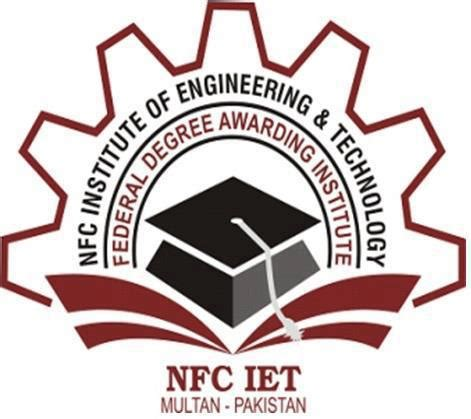 NFC INSTITUTE OF ENGINEERING & TECHNOLOGY
FEDERAL DEGREE AWARDING INSTITUTE
NFC IET
MULTAN - PAKISTAN